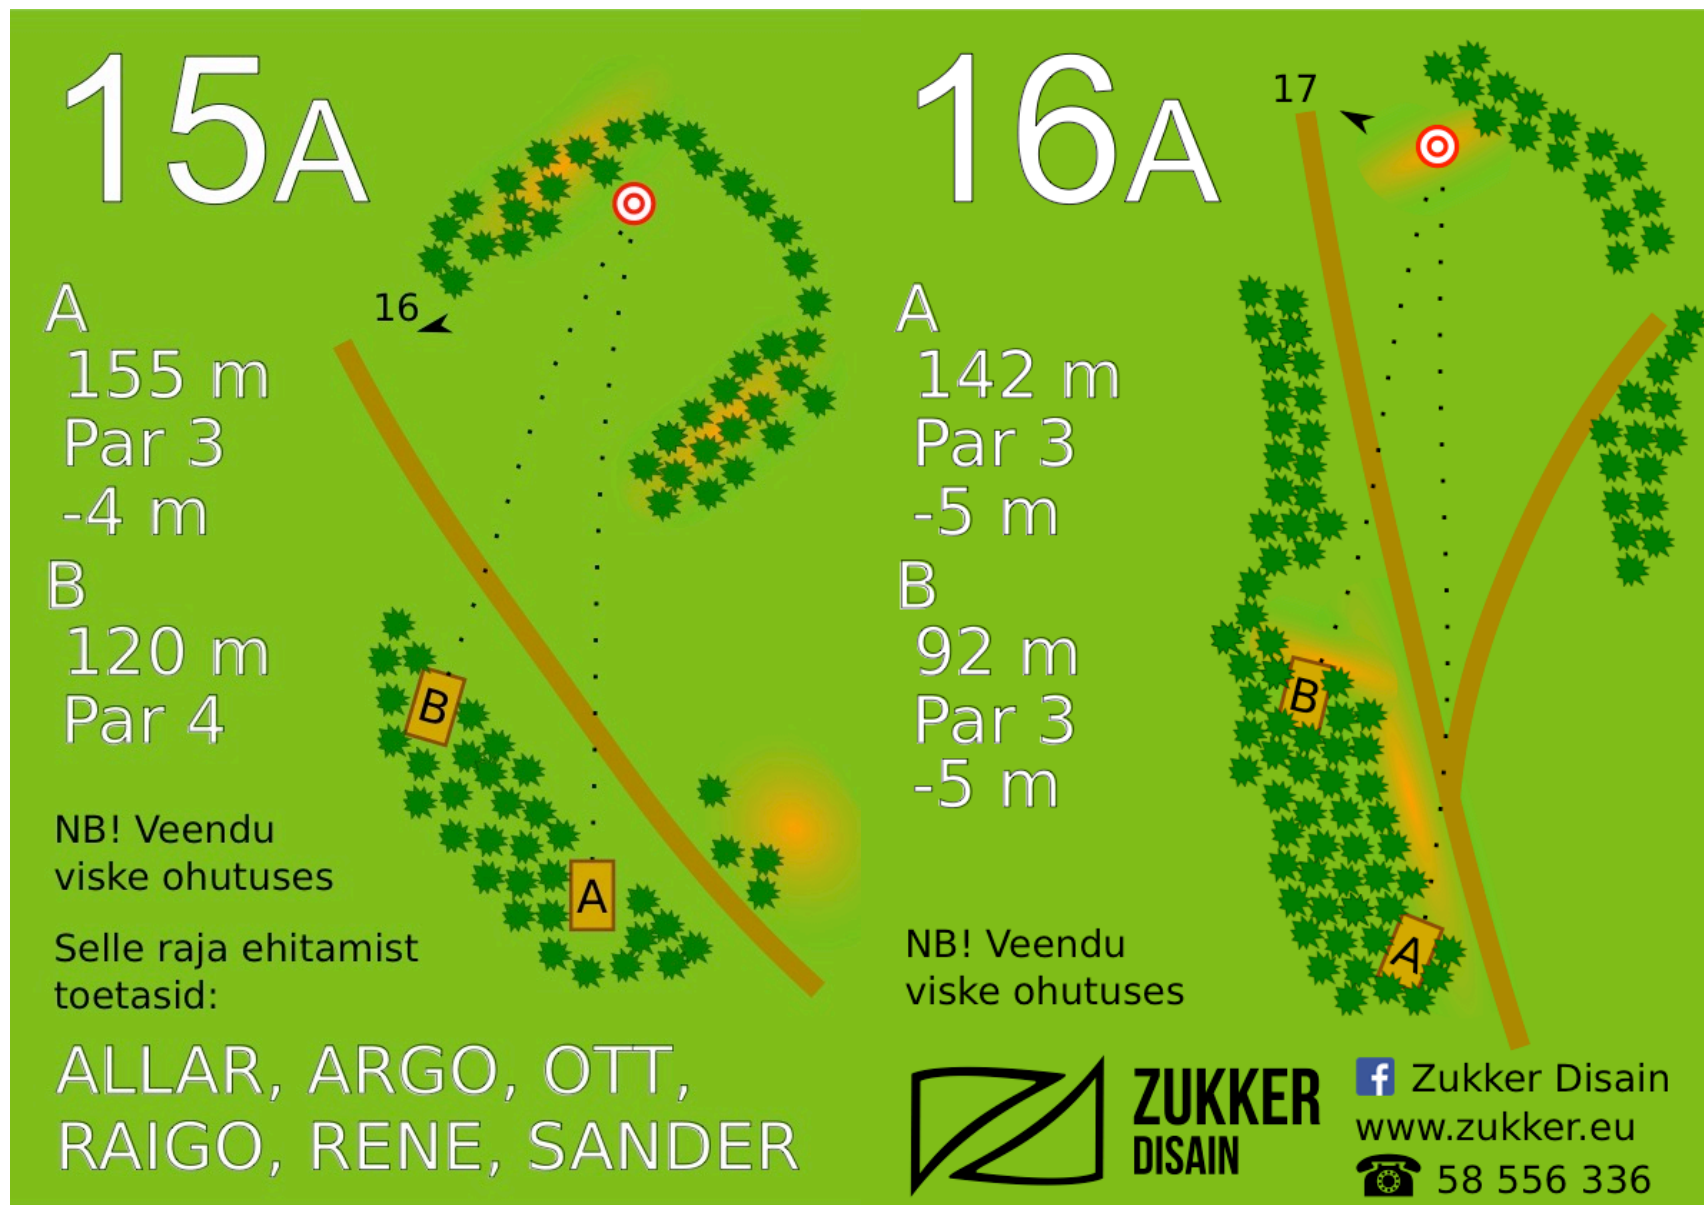 15A
16
A
155 m
Par 3
-4 m
B
120 m
Par 4
B
A
NB! Veendu
viske ohutuses
Selle raja ehitamist
toetasid:
ALLAR, ARGO, OTT,
RAIGO, RENE, SANDER
16A
17
A
142 m
Par 3
-5 m
B
92 m
Par 3
-5 m
B
A
NB! Veendu
viske ohutuses
ZUKKER
DISAIN
Zukker Disain
www.zukker.eu
58 556 336